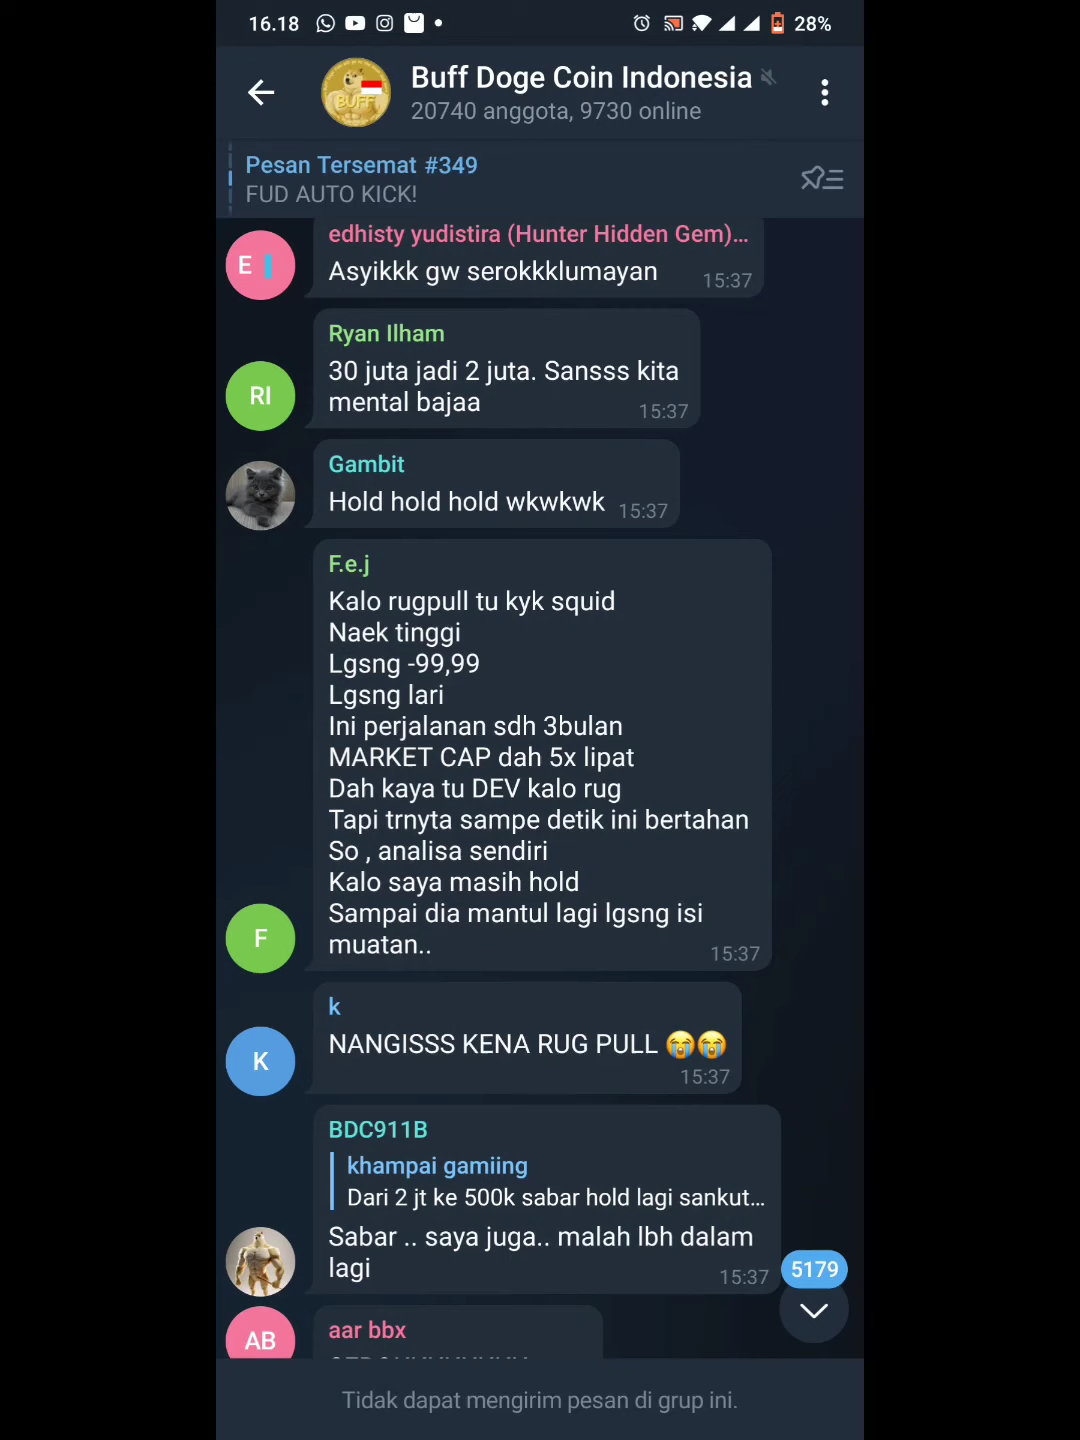 16.18
28%
BUFF
Buff Doge Coin Indonesia
20740 anggota, 9730 online
Pesan Tersemat #349
FUD AUTO KICK!
edhisty yudistira (Hunter Hidden Gem)...
E
Asyikkk gw serokkklumayan
15:37
Ryan Ilham
30 juta jadi 2 juta. Sansss kita
mental bajaa
15:37
RI
Gambit
Hold hold hold wkwkwk
15:37
F.e.j
Kalo rugpull tu kyk squid
Naek tinggi
Lgsng -99,99
Lgsng lari
Ini perjalanan sdh 3bulan
MARKET CAP dah 5x lipat
Dah kaya tu DEV kalo rug
Tapi trnyta sampe detik ini bertahan
So , analisa sendiri
Kalo saya masih hold
Sampai dia mantul lagi lgsng isi
muatan..
15:37
F
k
NANGISSS KENA RUG PULL 😭😭
15:37
K
BDC911B
khampai gamiing
Dari 2 jt ke 500k sabar hold lagi sankut...
Sabar .. saya juga.. malah lbh dalam
lagi
15:37
5179
aar bbx
AB
Tidak dapat mengirim pesan di grup ini.